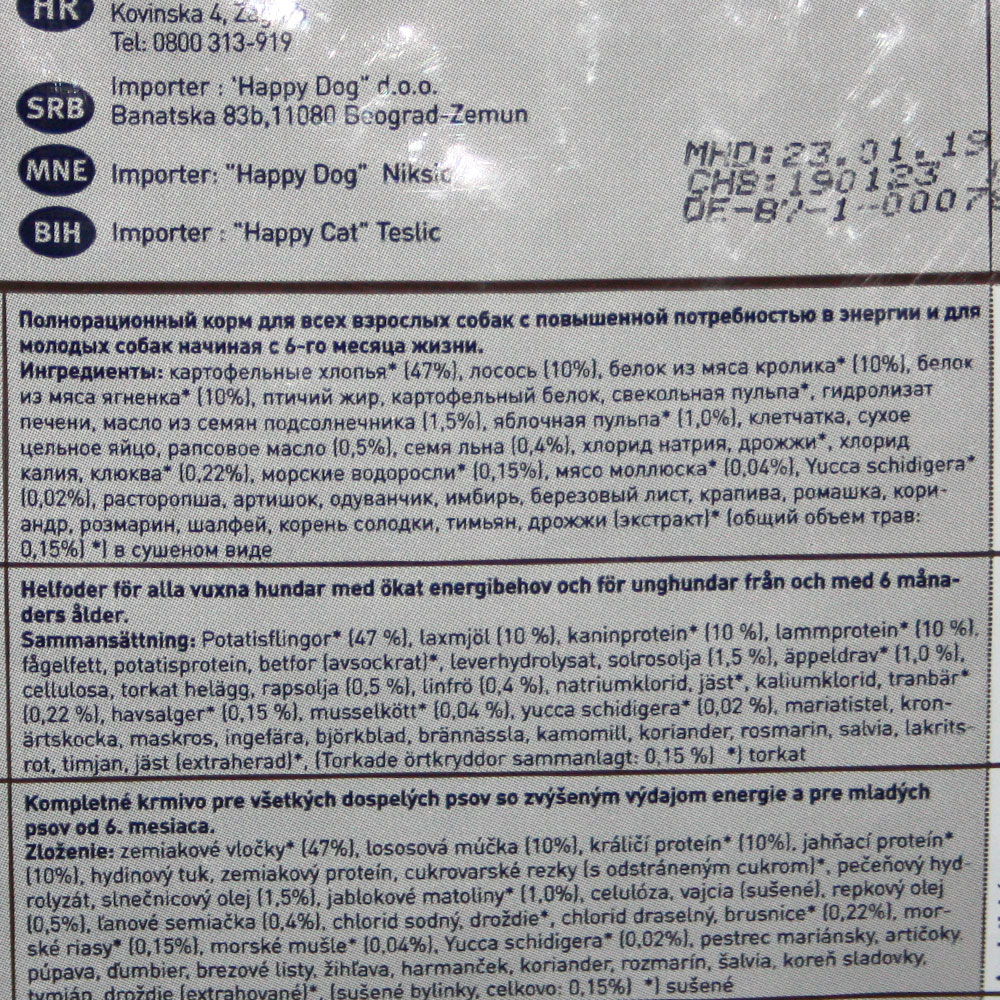 HR
Kovinska 4,
Tel: 0800 313-919
SRB
Importer : "Happy Dog" d.o.o.
Banatska 83b,11080 Beograd-Zemun
MNE
Importer: "Happy Dog" Niksic
BIH
Importer : "Happy Cat" Teslic
MHD:23.01.19
CHB:190123
DE-BV-1-0007
Полнорационный корм для всех взрослых собак с повышенной потребностью в энергии и для
молодых собак начиная с 6-го месяца жизни.
Ингредиенты: картофельные хлопья* (47%), лосось (10%), белок из мяса кролика* (10%), белок
из мяса ягненка* (10%), птичий жир, картофельный белок, свекольная пульпа*, гидролизат
печени, масло из семян подсолнечника (1,5%), яблочная пульпа* (1,0%), клетчатка, сухое
цельное яйцо, рапсовое масло (0,5%), семя льна (0,4%), хлорид натрия, дрожжи*, хлорид
калия, клюква* (0,22%), морские водоросли* (0,15%), мясо моллюска* (0,04%), Yucca schidigera*
(0,02%), расторопша, артишок, одуванчик, имбирь, березовый лист, крапива, ромашка, кори-
андр, розмарин, шалфей, корень солодки, тимьян, дрожжи (экстракт)* (общий объем трав:
0,15%) *) в сушеном виде
Helfoder för alla vuxna hundar med ökat energibehov och för unghundar från och med 6 måna-
ders ålder.
Sammansättning: Potatisflingor* (47 %), laxmjöl (10 %), kaninprotein* (10 %), lammprotein* (10 %),
fågelfett, potatisprotein, betfor (avsockrat)*, leverhydrolysat, solrosolja (1,5 %), äppeldrav* (1,0 %),
cellulosa, torkat helägg, rapsolja (0,5 %), linfrö (0,4 %), natriumklorid, jäst*, kaliumklorid, tranbär*
(0,22 %), havsalger* (0,15 %), musselkött* (0,04 %), yucca schidigera* (0,02 %), mariatistel, kron-
ärtskocka, maskros, ingefära, björkblad, brännässla, kamomill, koriander, rosmarin, salvia, lakrits-
rot, timjan, jäst (extraherad)*, (Torkade örtkryddor sammanlagt: 0,15 %) *) torkat
Kompletné krmivo pre všetkých dospelých psov so zvýšeným výdajom energie a pre mladých
psov od 6. mesiaca.
Zloženie: zemiakové vločky* (47%), lososová múčka (10%), králičí proteín* (10%), jahňací proteín*
(10%), hydinový tuk, zemiakový proteín, cukrovarské rezky (s odstráneným cukrom)*, pečeňový hyd-
rolyzát, slnečnicový olej (1,5%), jablokové matoliny* (1,0%), celulóza, vajcia (sušené), repkový olej
(0,5%), ľanové semiačka (0,4%), chlorid sodný, droždie*, chlorid draselný, brusnice* (0,22%), mor-
ské riasy* (0,15%), morské mušle* (0,04%), Yucca schidigera* (0,02%), pestrec mariánsky, artičoky,
púpava, ďumbier, brezové listy, žihľava, harmanček, koriander, rozmarín, šalvia, koreň sladovky,
tymián, droždie (extrahované)*, (sušené bylinky, celkovo: 0,15%) *) sušené